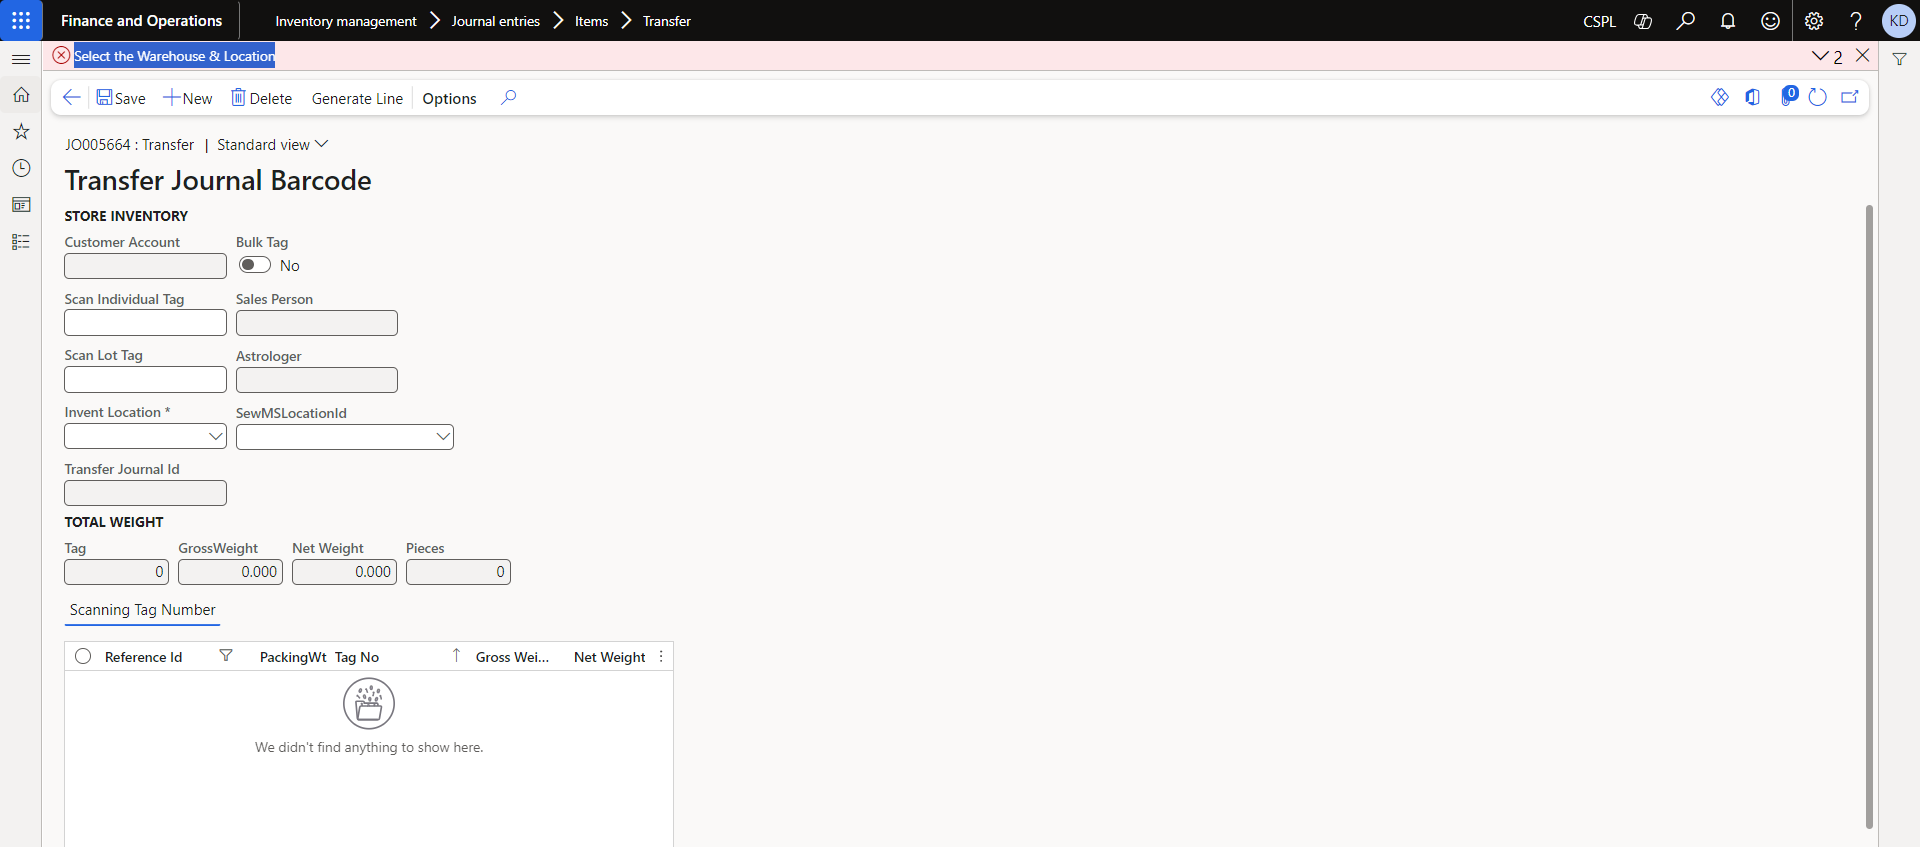 Finance and Operations
Inventory management > Journal entries > Items > Transfer
CSPL
KD
Select the Warehouse & Location
2
Save
New
Delete
Generate Line
Options
0
JO005664 : Transfer | Standard view
Transfer Journal Barcode
STORE INVENTORY
Customer Account
Bulk Tag
No
Scan Individual Tag
Sales Person
Scan Lot Tag
Astrologer
Invent Location *
SewMSLocationId
Transfer Journal Id
TOTAL WEIGHT
Tag GrossWeight Net Weight Pieces
0 0.000 0.000 0
Scanning Tag Number
Reference Id PackingWt Tag No Gross Wei... Net Weight
We didn't find anything to show here.